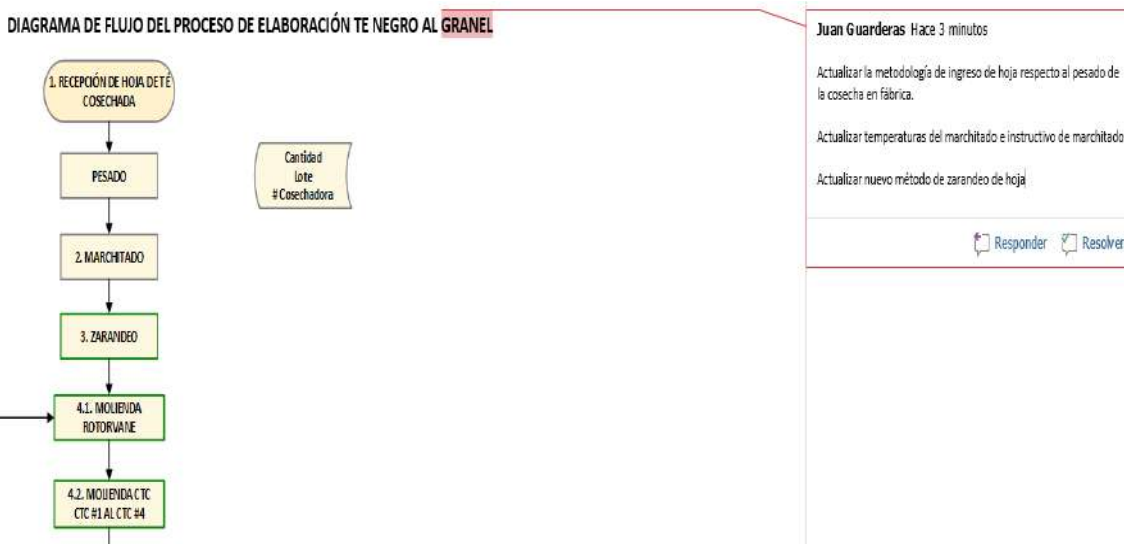 DIAGRAMA DE FLUJO DEL PROCESO DE ELABORACIÓN TE NEGRO AL GRANEL
1. RECEPCIÓN DE HOJA DE TÉ
COSECHADA
PESADO
Cantidad
Lote
# Cosechadora
2. MARCHITADO
3. ZARANDEO
4.1. MOLIENDA
ROTORVANE
4.2. MOLIENDA CTC
CTC #1 AL CTC #4
Juan Guarderas Hace 3 minutos
Actualizar la metodología de ingreso de hoja respecto al pesado de
la cosecha en fábrica.
Actualizar temperaturas del marchitado e instructivo de marchitado
Actualizar nuevo método de zarandeo de hoja
Responder Resolver